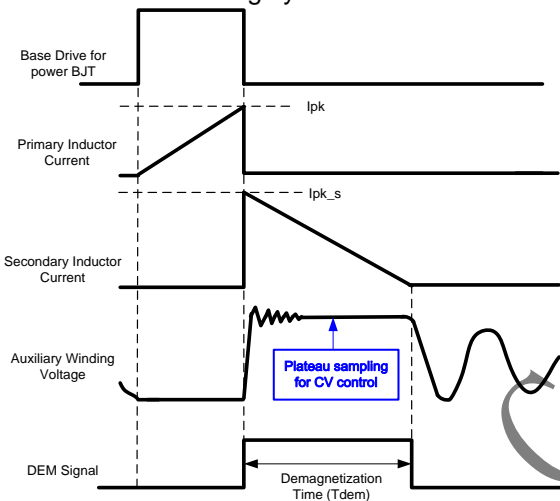 Base Drive for
power BJT
Ipk
Primary Inductor
Current
Ipk_s
Secondary Inductor
Current
Auxiliary Winding
Voltage
Plateau sampling
for CV control
DEM Signal
Demagnetization
Time (Tdem)